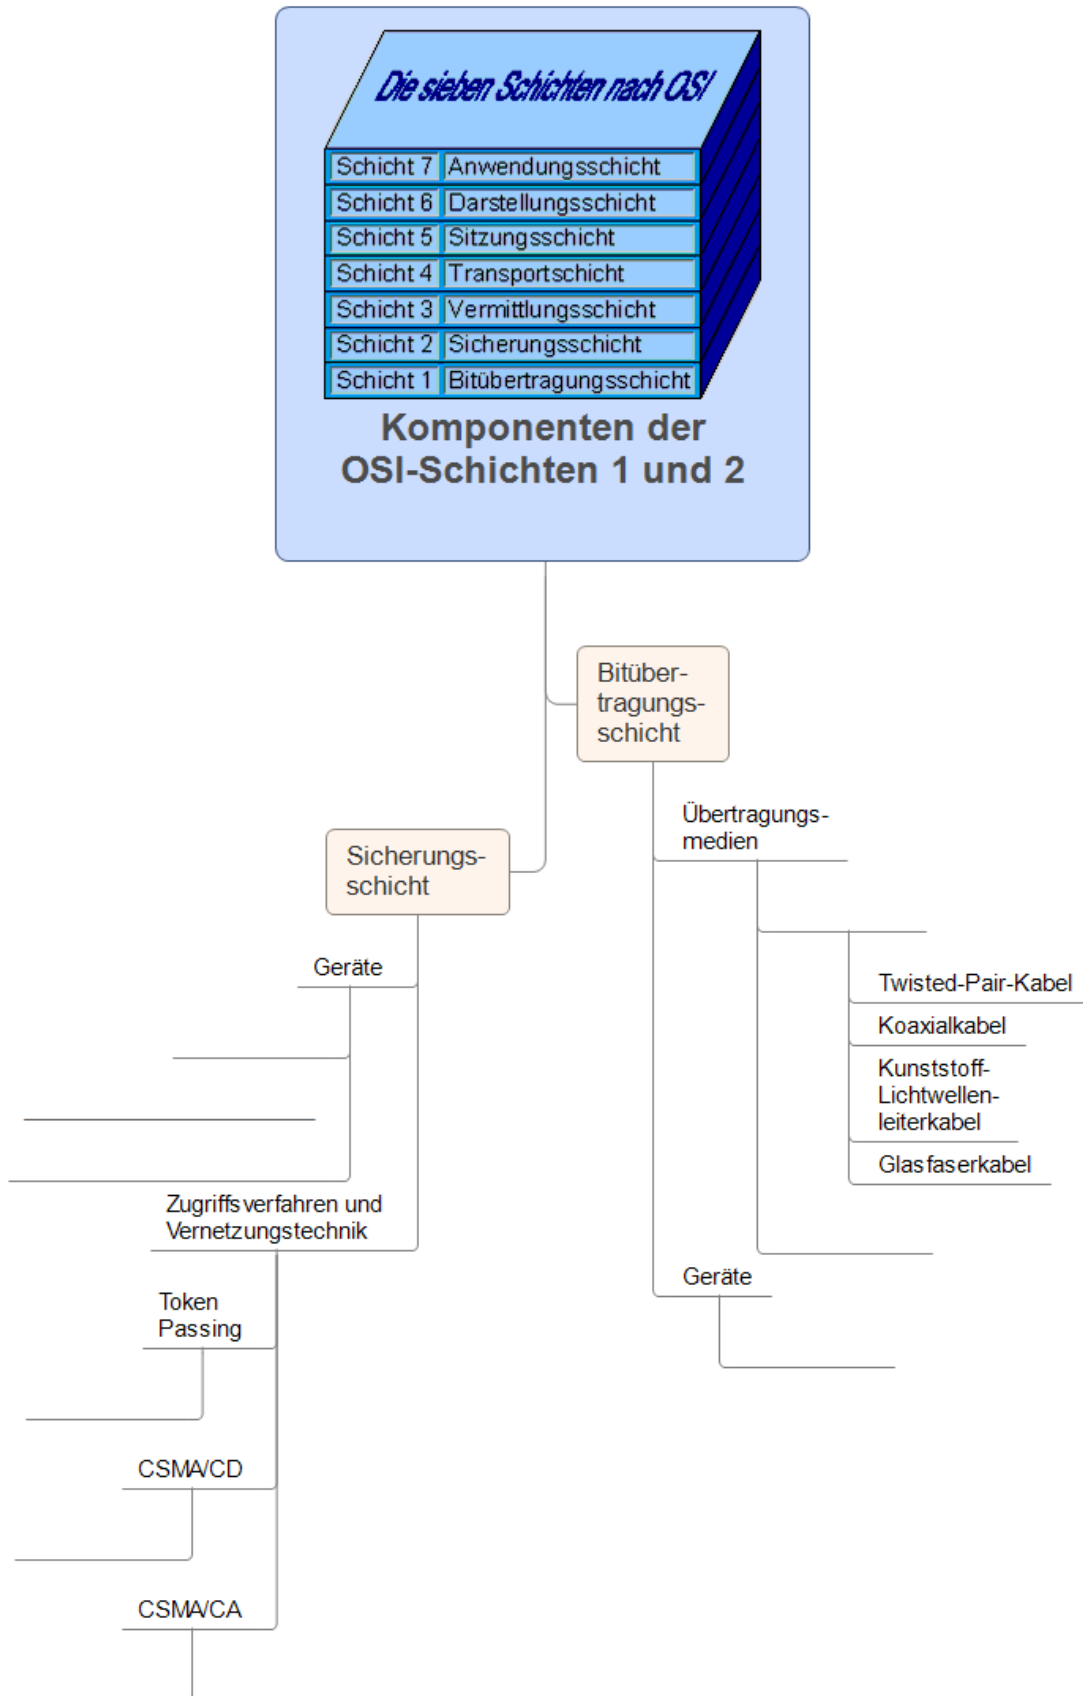 Die sieben Schichten nach OSI
Schicht 7 Anwendungsschicht
Schicht 6 Darstellungsschicht
Schicht 5 Sitzungsschicht
Schicht 4 Transportschicht
Schicht 3 Vermittlungsschicht
Schicht 2 Sicherungsschicht
Schicht 1 Bitübertragungsschicht
Komponenten der
OSI-Schichten 1 und 2
Bitüber-
tragungs-
schicht
Übertragungs-
medien
Twisted-Pair-Kabel
Koaxialkabel
Kunststoff-
Lichtwellen-
leiterkabel
Glasfaserkabel
Geräte
Sicherungs-
schicht
Geräte
Zugriffsverfahren und
Vernetzungstechnik
Token
Passing
CSMA/CD
CSMA/CA